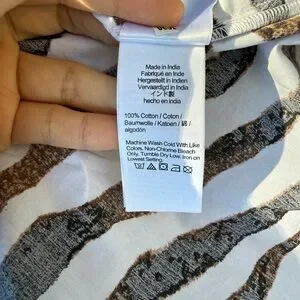 Made in India
Fabriqué en Inde
Hergestellt in Indien
Vervaardigd in India
インド製
hecho en india
100% Cotton / Coton /
Baumwolle / Katoen / 綿 /
algodón
Machine Wash Cold With Like
Colors. Non-Chlorine Bleach
Only. Tumble Dry Low. Iron on
Lowest Setting.